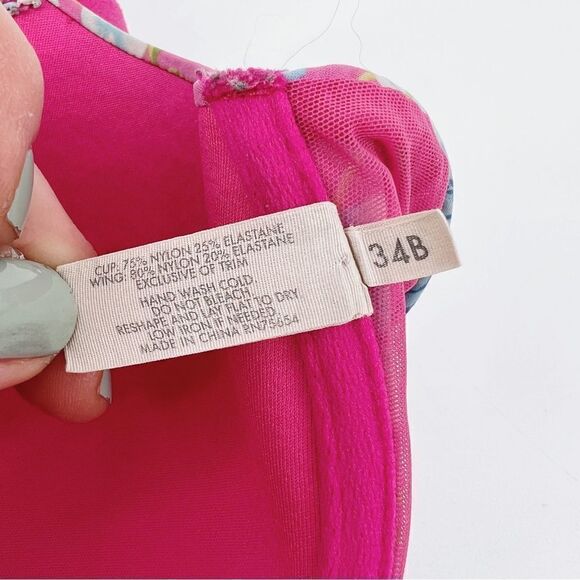 CUP: 75% NYLON 25% ELASTANE
WING: 80% NYLON 20% ELASTANE
EXCLUSIVE OF TRIM
HAND WASH COLD.
DO NOT BLEACH.
RESHAPE AND LAY FLAT TO DRY.
LOW IRON IF NEEDED.
MADE IN CHINA RN75654
34B